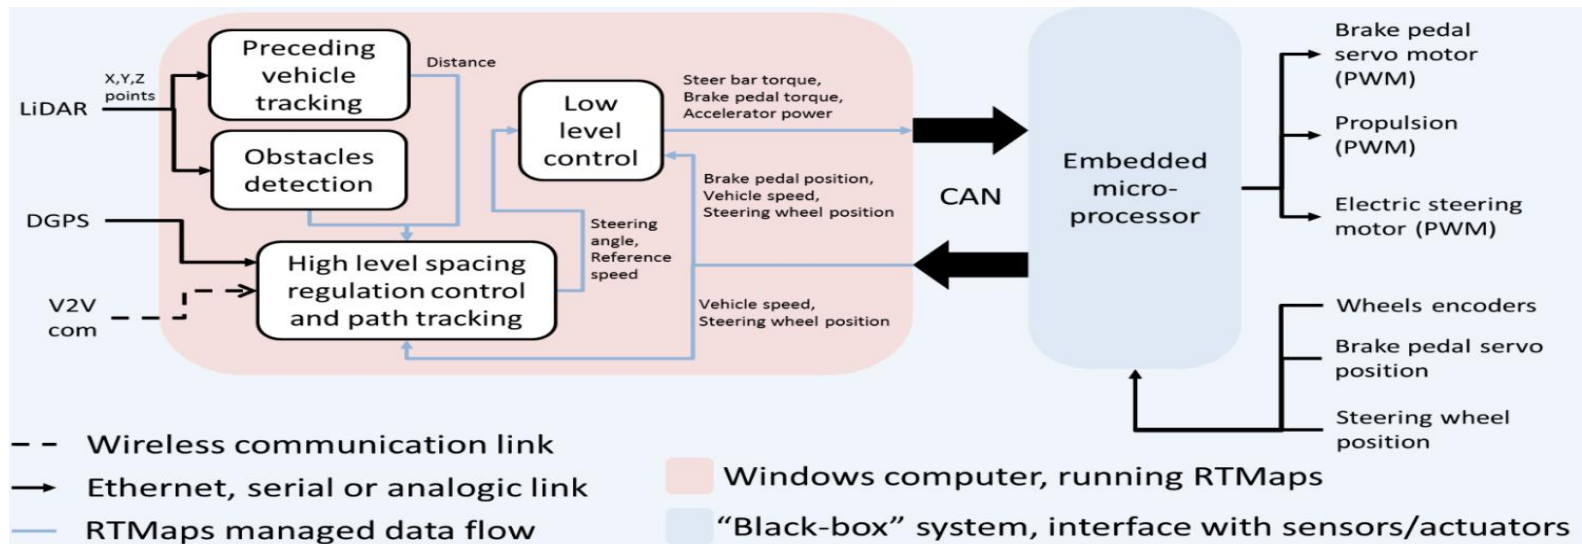 LiDAR
X,Y,Z
points
Preceding
vehicle
tracking
Distance
Obstacles
detection
DGPS
V2V
com
High level spacing
regulation control
and path tracking
Steering
angle,
Reference
speed
Low
level
control
Steer bar torque,
Brake pedal torque,
Accelerator power
Brake pedal position,
Vehicle speed,
Steering wheel position
Vehicle speed,
Steering wheel position
CAN
Embedded
micro-
processor
Brake pedal
servo motor
(PWM)
Propulsion
(PWM)
Electric steering
motor (PWM)
Wheels encoders
Brake pedal servo
position
Steering wheel
position
Wireless communication link
Ethernet, serial or analogic link
RTMaps managed data flow
Windows computer, running RTMaps
“Black-box” system, interface with sensors/actuators